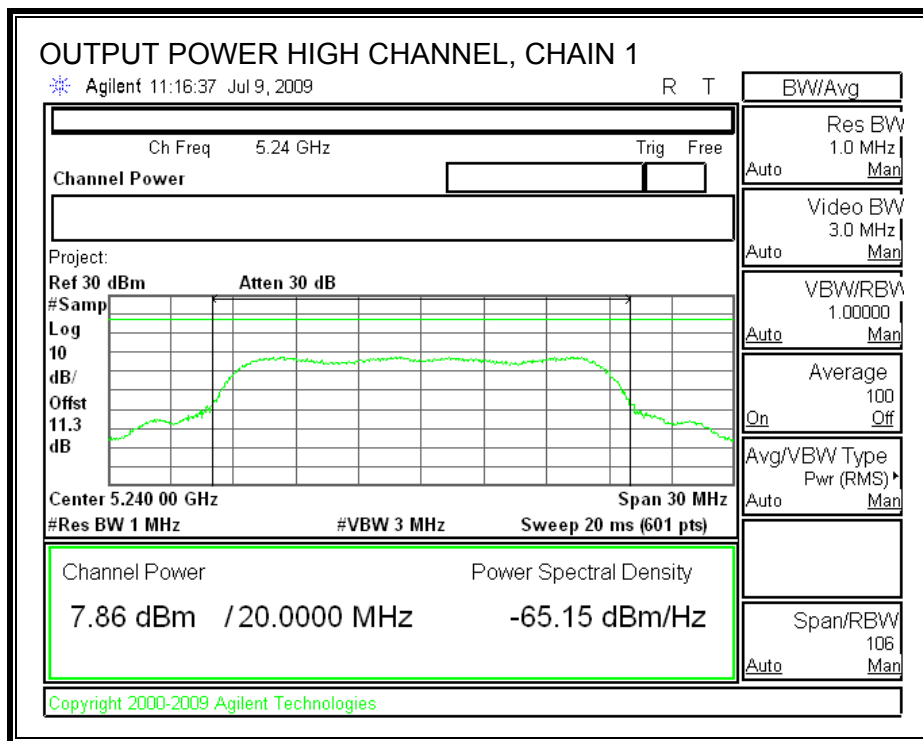 OUTPUT POWER HIGH CHANNEL, CHAIN 1
Agilent 11:16:37 Jul 9, 2009 R T
Ch Freq 5.24 GHz Trig Free
Channel Power
Project:
Ref 30 dBm Atten 30 dB
#Samp
Log
10
dB/
Offst
11.3
dB
Center 5.240 00 GHz Span 30 MHz
#Res BW 1 MHz #VBW 3 MHz Sweep 20 ms (601 pts)
Channel Power Power Spectral Density
7.86 dBm /20.0000 MHz -65.15 dBm/Hz
Copyright 2000-2009 Agilent Technologies
BW/Avg
Res BW
1.0 MHz
Auto Man
Video BW
3.0 MHz
Auto Man
VBW/RBW
1.00000
Auto Man
Average
100
On Off
Avg/VBW Type
Pwr (RMS)
Auto Man
Span/RBW
106
Auto Man